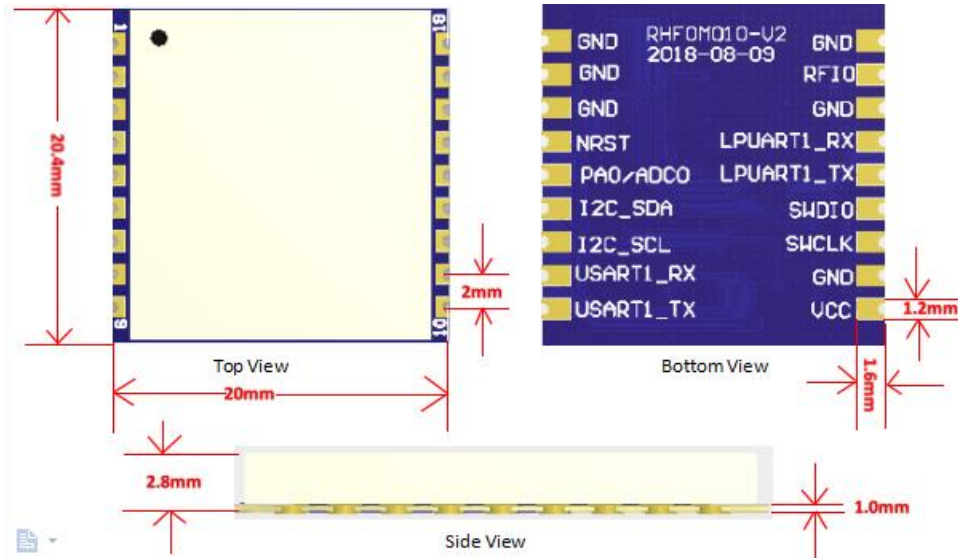 1
18
20.4mm
2mm
9
10
Top View
20mm
RHF0M010-V2
2018-08-09
GND
GND
GND
NRST
PA0/ADC0
I2C_SDA
I2C_SCL
USART1_RX
USART1_TX
GND
RFIO
GND
LPUART1_RX
LPUART1_TX
SWDIO
SWCLK
GND
VCC
1.2mm
1.6mm
Bottom View
2.8mm
1.0mm
Side View